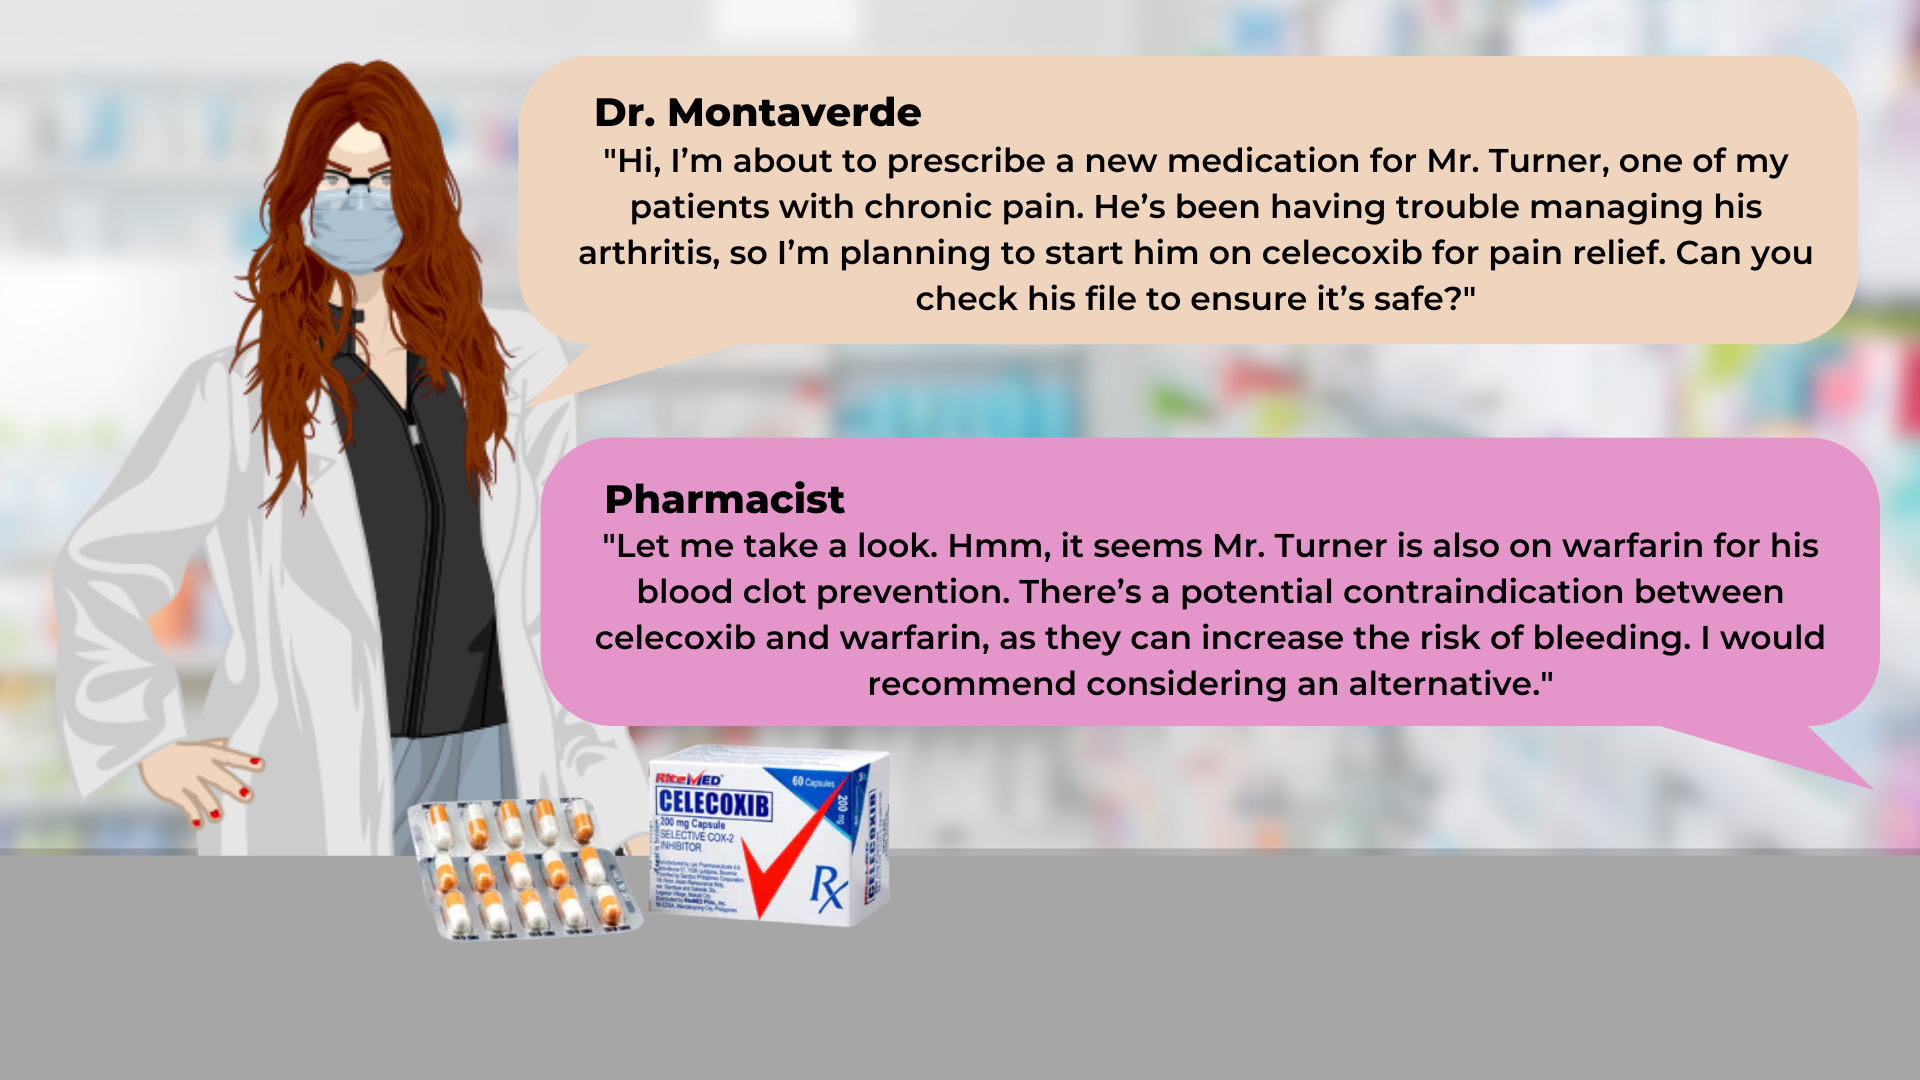 Dr. Montaverde
"Hi, I’m about to prescribe a new medication for Mr. Turner, one of my
patients with chronic pain. He’s been having trouble managing his
arthritis, so I’m planning to start him on celecoxib for pain relief. Can you
check his file to ensure it’s safe?"
Pharmacist
"Let me take a look. Hmm, it seems Mr. Turner is also on warfarin for his
blood clot prevention. There’s a potential contraindication between
celecoxib and warfarin, as they can increase the risk of bleeding. I would
recommend considering an alternative."
RiteMED
60 Capsules
CELECOXIB
200 mg Capsule
SELECTIVE COX-2
INHIBITOR
200 mg
CELECOXIB
Rx